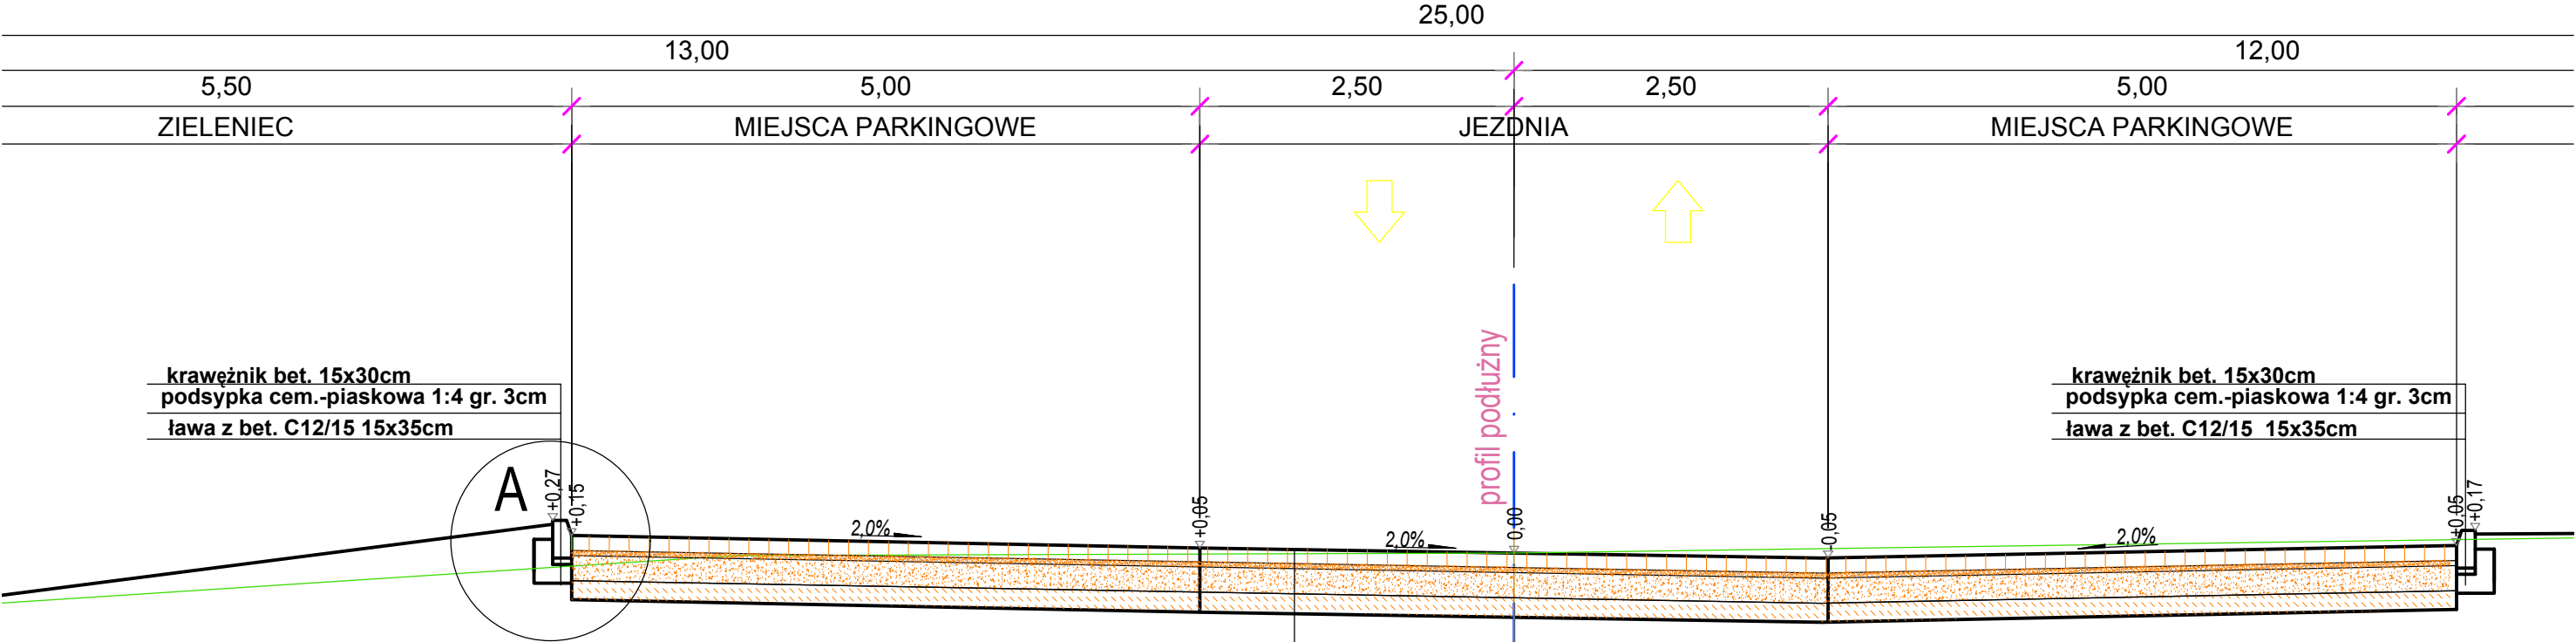 25,00
13,00
12,00
5,50
5,00
2,50
2,50
5,00
ZIELENIEC
MIEJSCA PARKINGOWE
JEZDNIA
MIEJSCA PARKINGOWE
profil podłużny
krawężnik bet. 15x30cm
podsypka cem.-piaskowa 1:4 gr. 3cm
ława z bet. C12/15 15x35cm
krawężnik bet. 15x30cm
podsypka cem.-piaskowa 1:4 gr. 3cm
ława z bet. C12/15 15x35cm
A
+0,27
+0,15
2,0%
+0,05
2,0%
0,00
-0,05
2,0%
+0,05
+0,17